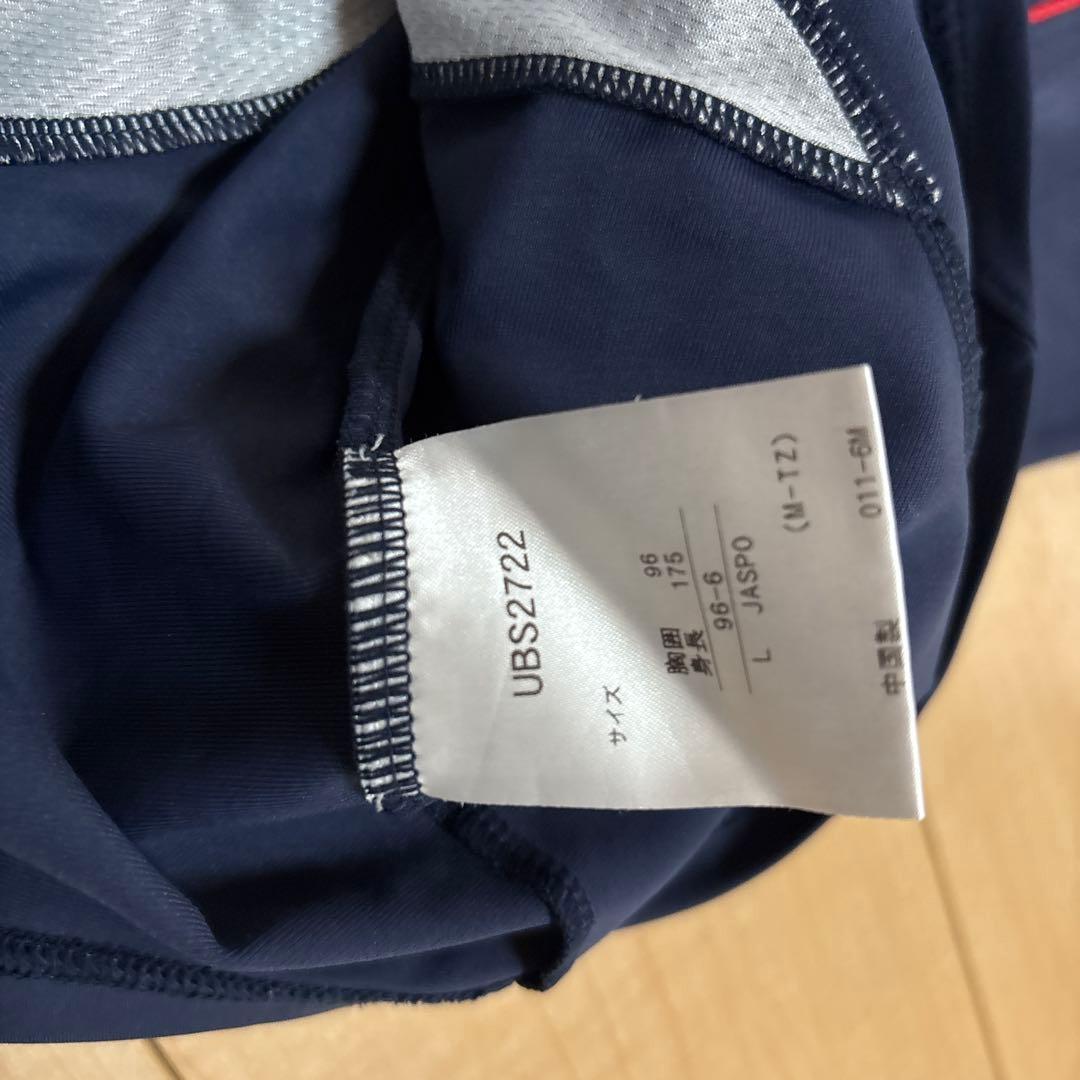 UBS2722
サイズ
胸囲 96
身長 175
96-6
L JASPO
(M-TZ)
中国製 011-6M